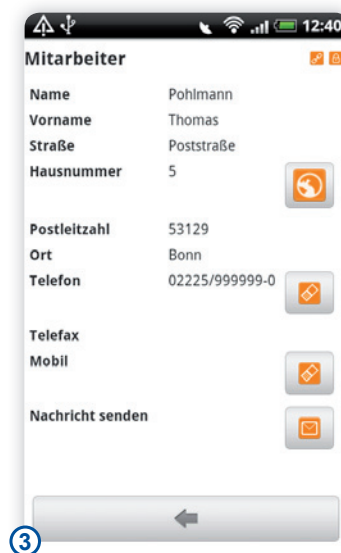 12:40
Mitarbeiter
Name Pohlmann
Vorname Thomas
Straße Poststraße
Hausnummer 5
Postleitzahl 53129
Ort Bonn
Telefon 02225/999999-0
Telefax
Mobil
Nachricht senden
3